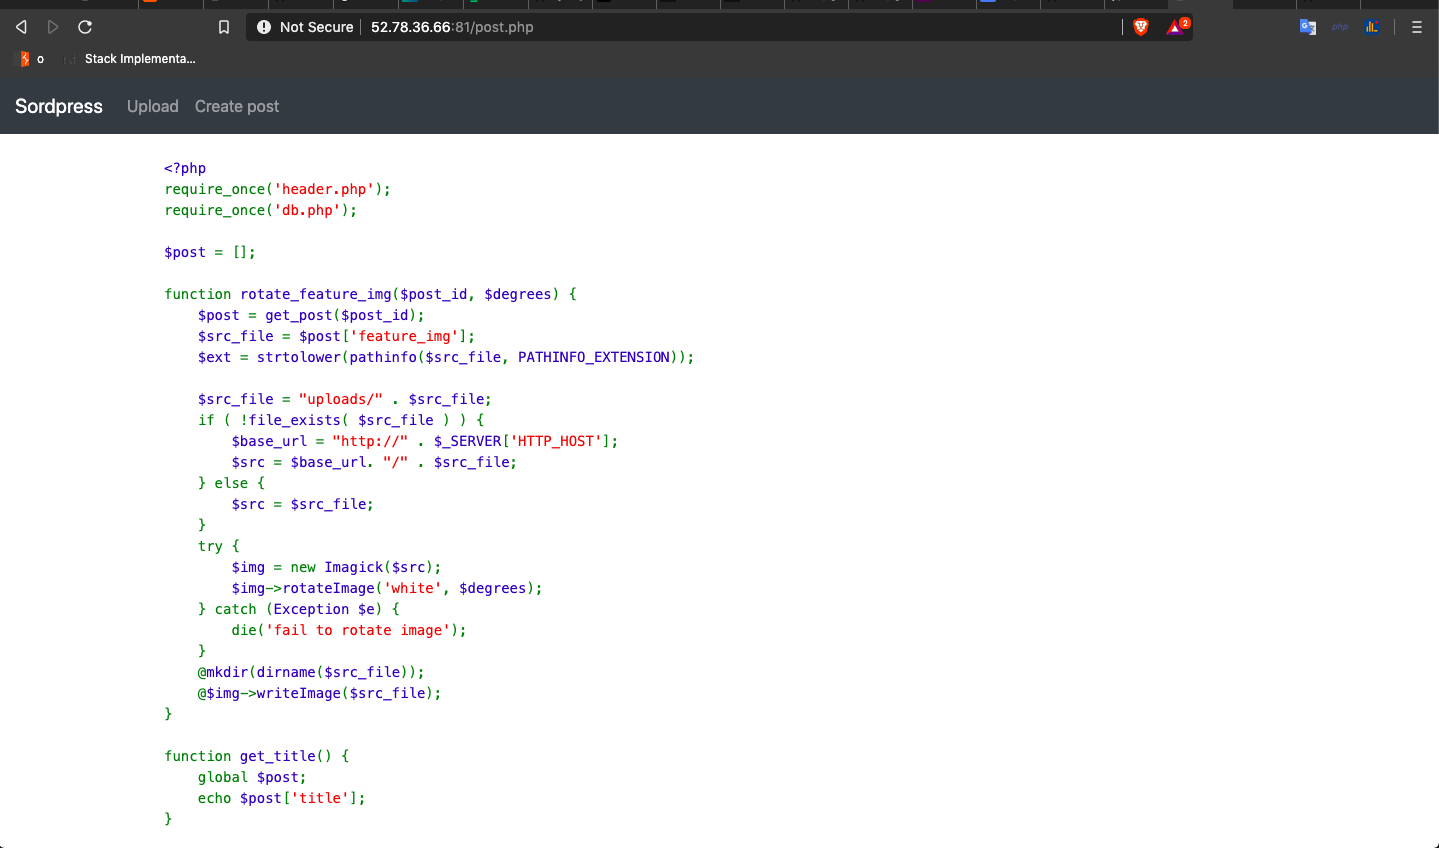 Not Secure 52.78.36.66:81/post.php 2
o Stack Implementa...
Sordpress Upload Create post
<?php
require_once('header.php');
require_once('db.php');
$post = [];
function rotate_feature_img($post_id, $degrees) {
$post = get_post($post_id);
$src_file = $post['feature_img'];
$ext = strtolower(pathinfo($src_file, PATHINFO_EXTENSION));
$src_file = "uploads/" . $src_file;
if ( !file_exists( $src_file ) ) {
$base_url = "http://" . $_SERVER['HTTP_HOST'];
$src = $base_url. "/" . $src_file;
} else {
$src = $src_file;
}
try {
$img = new Imagick($src);
$img->rotateImage('white', $degrees);
} catch (Exception $e) {
die('fail to rotate image');
}
@mkdir(dirname($src_file));
@$img->writeImage($src_file);
}
function get_title() {
global $post;
echo $post['title'];
}